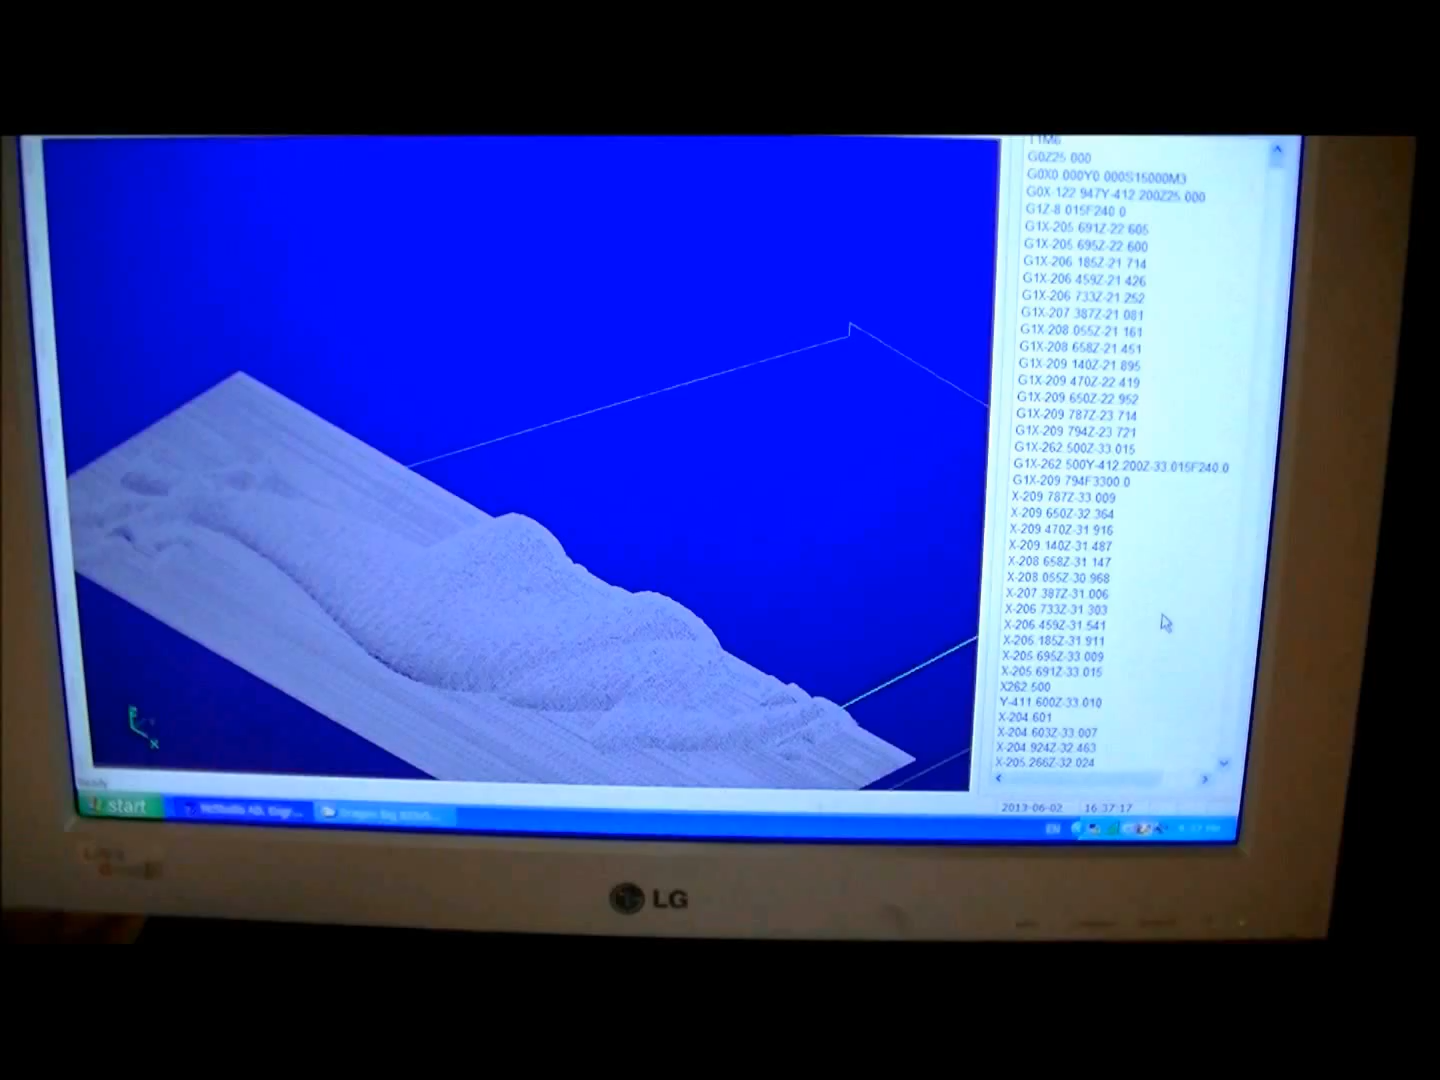 T1M6
G0Z25.000
G0X0.000Y0.000S15000M3
G0X-122.947Y-412.200Z25.000
G1Z-8.015F240.0
G1X-205.691Z-22.605
G1X-205.695Z-22.600
G1X-206.185Z-21.714
G1X-206.459Z-21.426
G1X-206.733Z-21.252
G1X-207.387Z-21.081
G1X-208.055Z-21.161
G1X-208.658Z-21.451
G1X-209.140Z-21.895
G1X-209.470Z-22.419
G1X-209.650Z-22.952
G1X-209.787Z-23.714
G1X-209.794Z-23.721
G1X-262.500Z-33.015
G1X-262.500Y-412.200Z-33.015F240.0
G1X-209.794F3300.0
X-209.787Z-33.009
X-209.650Z-32.364
X-209.470Z-31.916
X-209.140Z-31.487
X-208.658Z-31.147
X-208.055Z-30.968
X-207.387Z-31.006
X-206.733Z-31.303
X-206.459Z-31.541
X-206.185Z-31.911
X-205.695Z-33.009
X-205.691Z-33.015
X262.500
Y-411.600Z-33.010
X-204.601
X-204.603Z-33.007
X-204.924Z-32.463
X-205.266Z-32.024
Z
X
2013-06-02 16:37:17
start
EN
LG